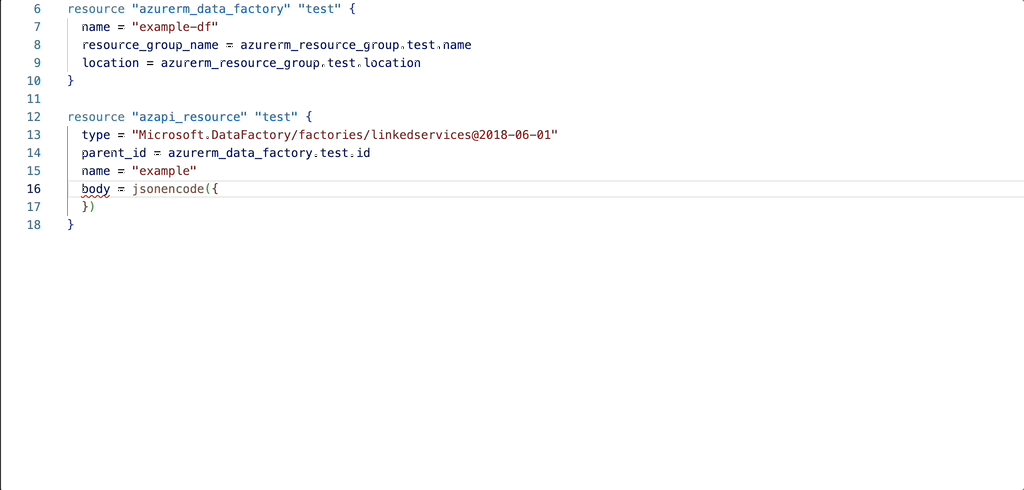 6 resource "azurerm_data_factory" "test" {
7 name = "example-df"
8 resource_group_name = azurerm_resource_group.test.name
9 location = azurerm_resource_group.test.location
10 }
11
12 resource "azapi_resource" "test" {
13 type = "Microsoft.DataFactory/factories/linkedservices@2018-06-01"
14 parent_id = azurerm_data_factory.test.id
15 name = "example"
16 body = jsonencode({
17 })
18 }